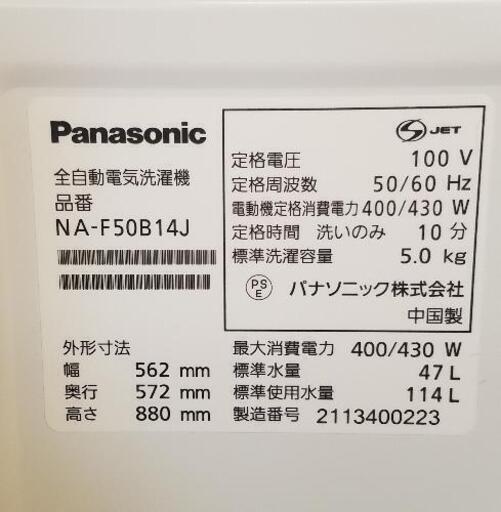 Panasonic
全自動電気洗濯機
品番
NA-F50B14J
外形寸法
幅 562 mm
奥行 572 mm
高さ 880 mm
S JET
定格電圧 100 V
定格周波数 50/60 Hz
電動機定格消費電力 400/430 W
定格時間 洗いのみ 10 分
標準洗濯容量 5.0 kg
PS E パナソニック株式会社
中国製
最大消費電力 400/430 W
標準水量 47 L
標準使用水量 114 L
製造番号 2113400223